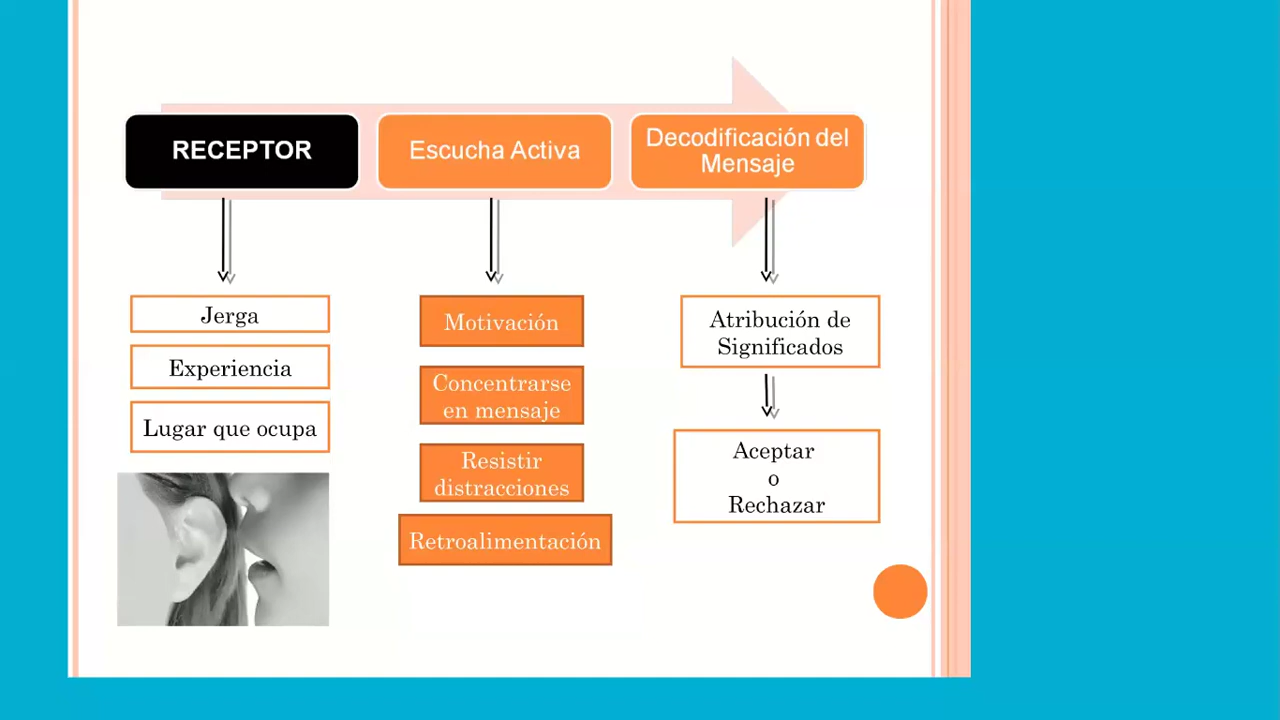 RECEPTOR
Escucha Activa
Decodificación del
Mensaje
Jerga
Experiencia
Lugar que ocupa
Motivación
Concentrarse
en mensaje
Resistir
distracciones
Retroalimentación
Atribución de
Significados
Aceptar
o
Rechazar